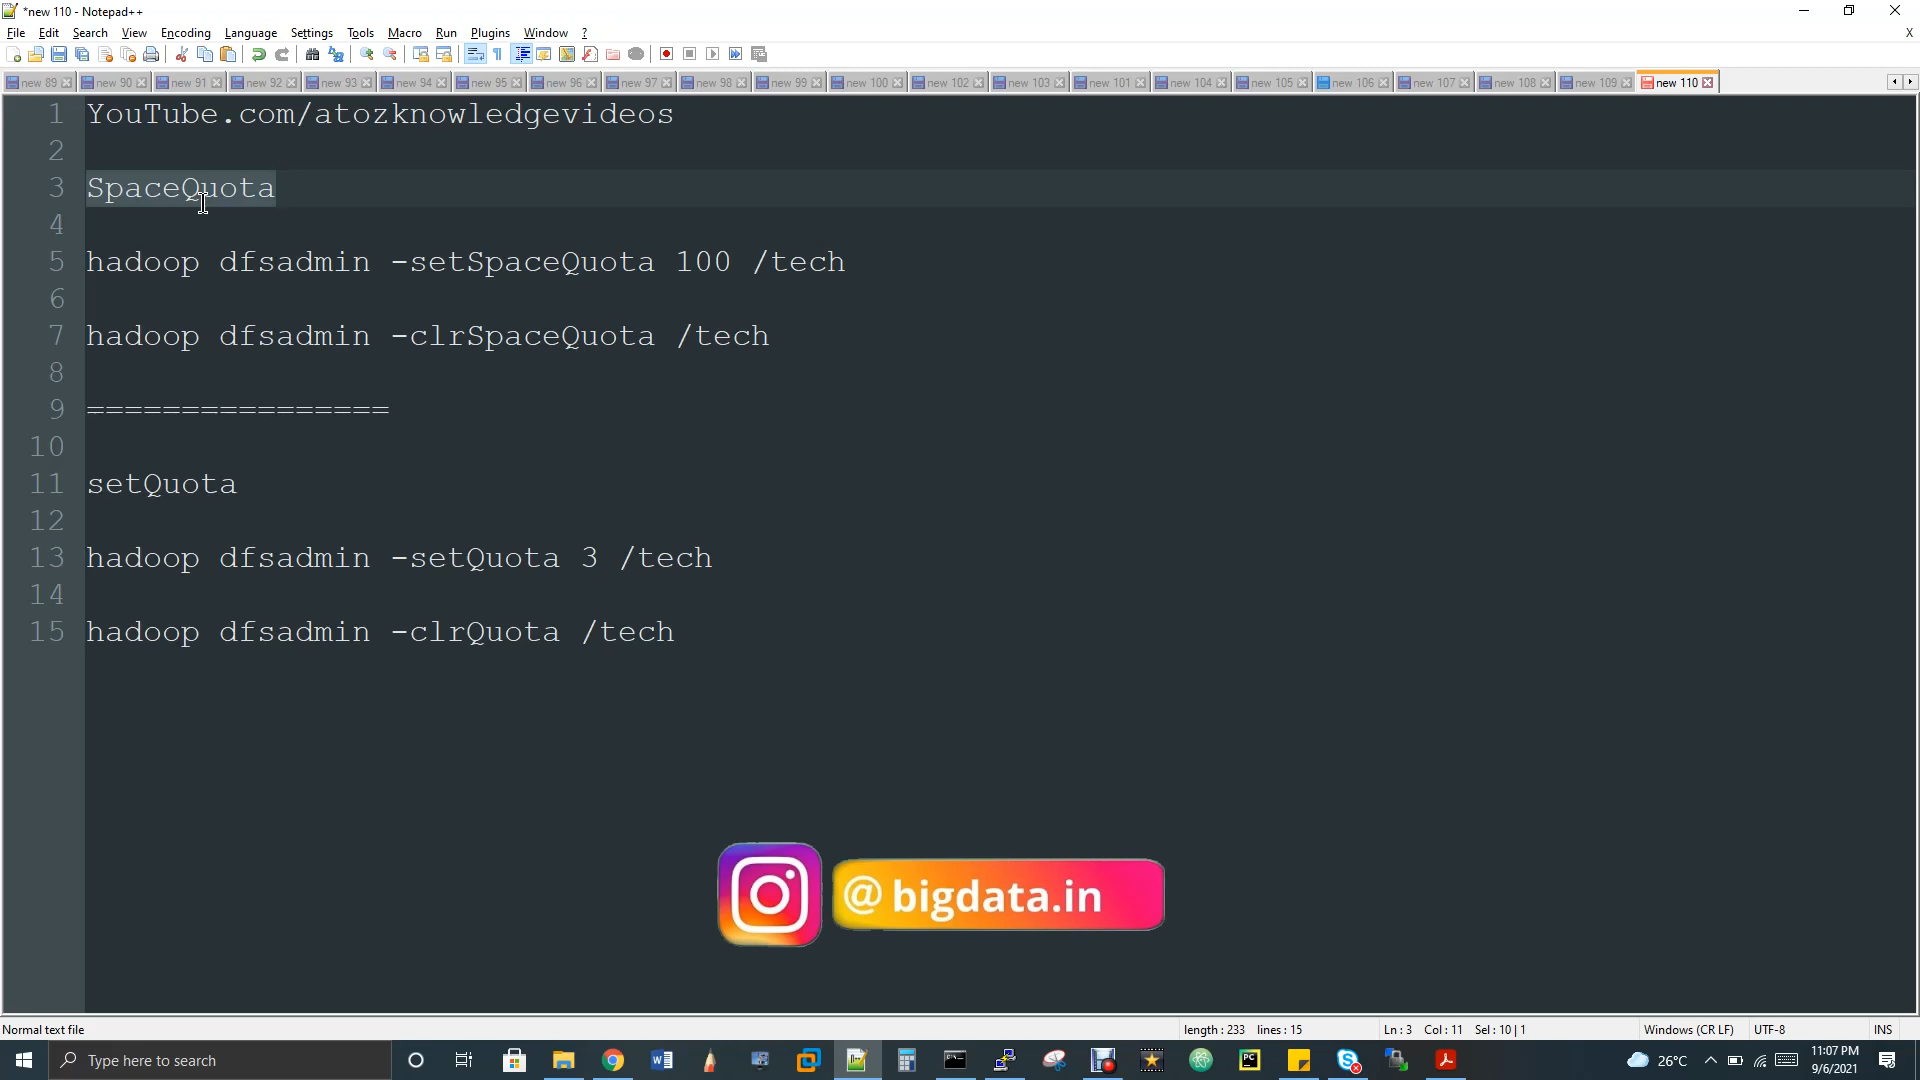 *new 110 - Notepad++
File Edit Search View Encoding Language Settings Tools Macro Run Plugins Window ? X
new 89 new 90 new 91 new 92 new 93 new 94 new 95 new 96 new 97 new 98 new 99 new 100 new 102 new 103 new 101 new 104 new 105 new 106 new 107 new 108 new 109 new 110
1 YouTube.com/atozknowledgevideos
2
3 SpaceQuota
4
5 hadoop dfsadmin -setSpaceQuota 100 /tech
6
7 hadoop dfsadmin -clrSpaceQuota /tech
8
9 ================
10
11 setQuota
12
13 hadoop dfsadmin -setQuota 3 /tech
14
15 hadoop dfsadmin -clrQuota /tech
@ bigdata.in
Normal text file length : 233 lines : 15 Ln : 3 Col : 11 Sel : 10 | 1 Windows (CR LF) UTF-8 INS
Type here to search 26°C 11:07 PM
9/6/2021